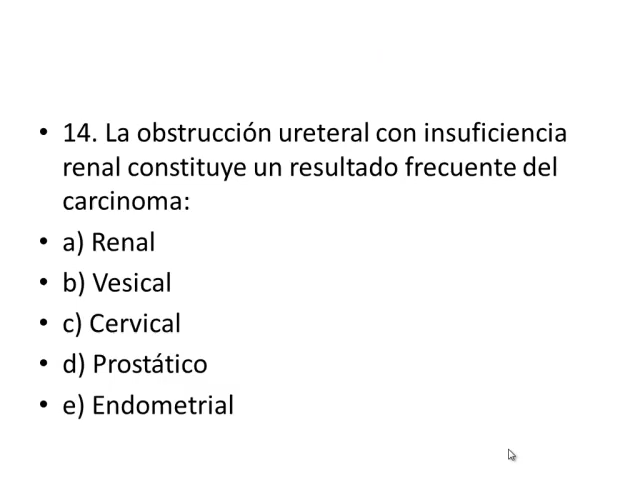 • 14. La obstrucción ureteral con insuficiencia
renal constituye un resultado frecuente del
carcinoma:
• a) Renal
• b) Vesical
• c) Cervical
• d) Prostático
• e) Endometrial